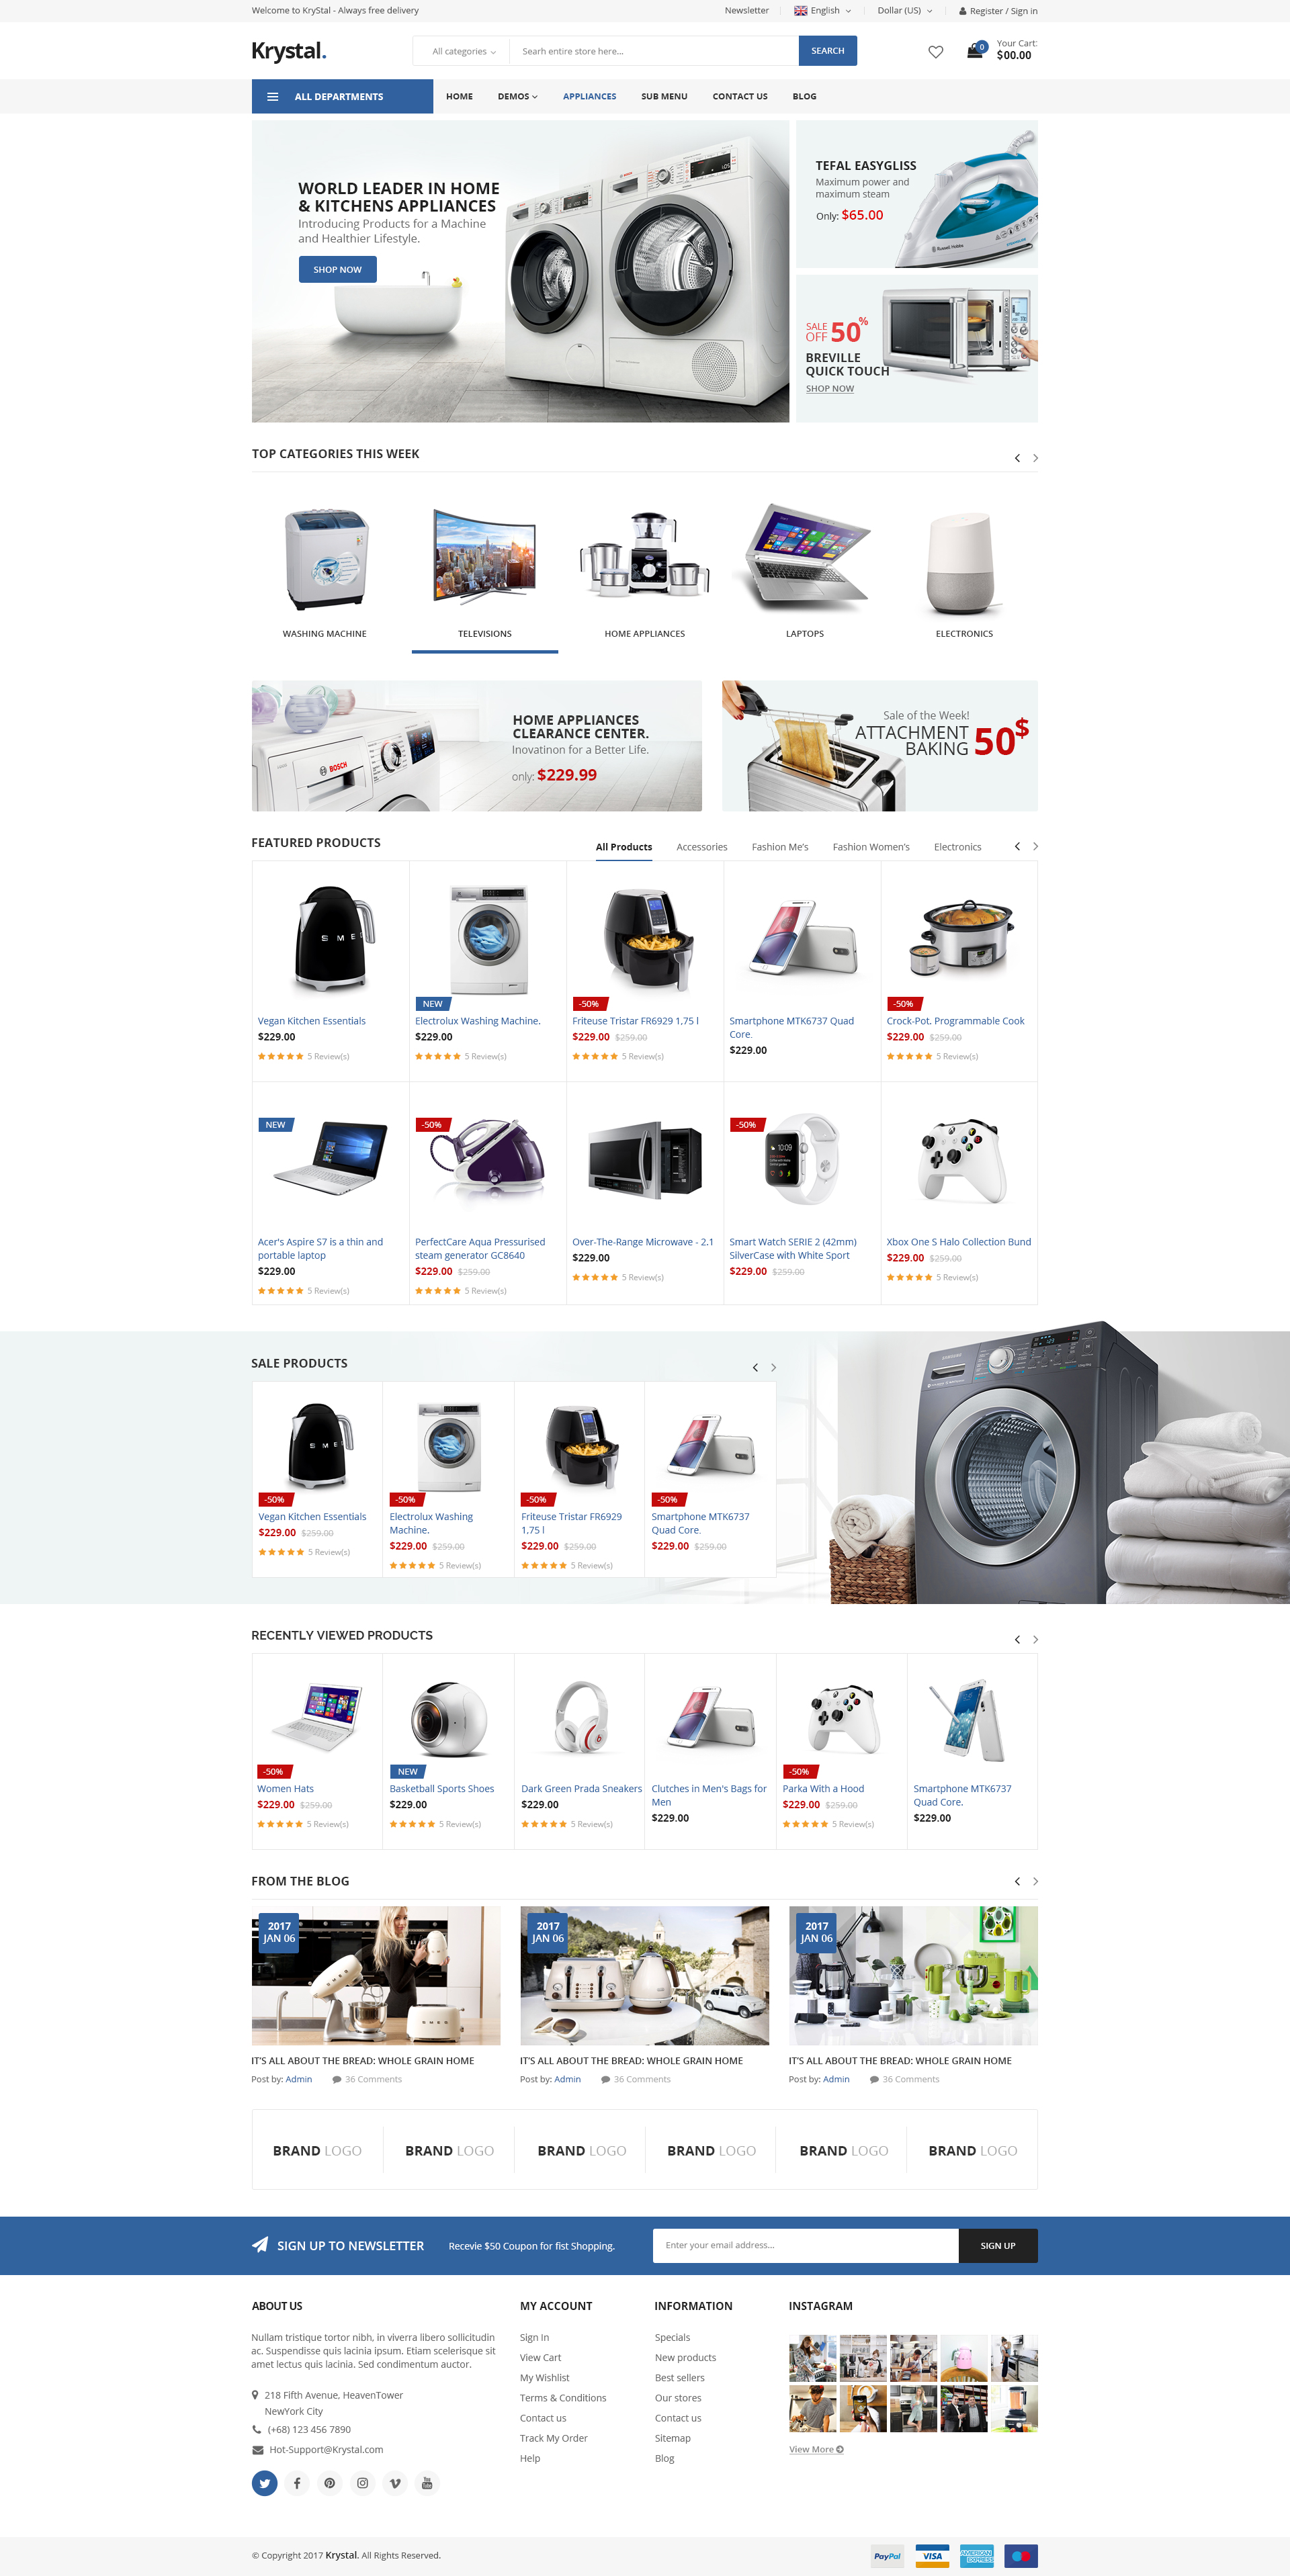 Welcome to KryStal - Always free delivery
Newsletter
English
Dollar (US)
Register / Sign in
Krystal.
All categories
Searh entire store here...
SEARCH
0
Your Cart:
$00.00
ALL DEPARTMENTS
HOME
DEMOS
APPLIANCES
SUB MENU
CONTACT US
BLOG
WORLD LEADER IN HOME
& KITCHENS APPLIANCES
Introducing Products for a Machine
and Healthier Lifestyle.
SHOP NOW
TEFAL EASYGLISS
Maximum power and
maximum steam
Only: $65.00
Russell Hobbs
SALE
OFF 50%
BREVILLE
QUICK TOUCH
SHOP NOW
TOP CATEGORIES THIS WEEK
WASHING MACHINE
TELEVISIONS
HOME APPLIANCES
LAPTOPS
ELECTRONICS
BOSCH
HOME APPLIANCES
CLEARANCE CENTER.
Inovatinon for a Better Life.
only: $229.99
Sale of the Week!
ATTACHMENT
BAKING 50$
FEATURED PRODUCTS
All Products
Accessories
Fashion Me's
Fashion Women's
Electronics
SMEG
NEW
-50%
-50%
Vegan Kitchen Essentials
$229.00
5 Review(s)
Electrolux Washing Machine.
$229.00
5 Review(s)
Friteuse Tristar FR6929 1,75 l
$229.00 $259.00
5 Review(s)
Smartphone MTK6737 Quad
Core.
$229.00
Crock-Pot. Programmable Cook
$229.00 $259.00
5 Review(s)
NEW
-50%
-50%
10:09
Acer's Aspire S7 is a thin and
portable laptop
$229.00
5 Review(s)
PerfectCare Aqua Pressurised
steam generator GC8640
$229.00 $259.00
5 Review(s)
Over-The-Range Microwave - 2.1
$229.00
5 Review(s)
Smart Watch SERIE 2 (42mm)
SilverCase with White Sport
$229.00 $259.00
Xbox One S Halo Collection Bund
$229.00 $259.00
5 Review(s)
SALE PRODUCTS
SAMSUNG
SMEG
-50%
-50%
-50%
-50%
Vegan Kitchen Essentials
$229.00 $259.00
5 Review(s)
Electrolux Washing
Machine.
$229.00 $259.00
5 Review(s)
Friteuse Tristar FR6929
1,75 l
$229.00 $259.00
5 Review(s)
Smartphone MTK6737
Quad Core.
$229.00 $259.00
RECENTLY VIEWED PRODUCTS
-50%
NEW
-50%
Women Hats
$229.00 $259.00
5 Review(s)
Basketball Sports Shoes
$229.00
5 Review(s)
Dark Green Prada Sneakers
$229.00
5 Review(s)
Clutches in Men's Bags for
Men
$229.00
Parka With a Hood
$229.00 $259.00
5 Review(s)
Smartphone MTK6737
Quad Core.
$229.00
FROM THE BLOG
2017
JAN 06
2017
JAN 06
2017
JAN 06
SMEG
IT'S ALL ABOUT THE BREAD: WHOLE GRAIN HOME
Post by: Admin
36 Comments
IT'S ALL ABOUT THE BREAD: WHOLE GRAIN HOME
Post by: Admin
36 Comments
IT'S ALL ABOUT THE BREAD: WHOLE GRAIN HOME
Post by: Admin
36 Comments
BRAND LOGO
BRAND LOGO
BRAND LOGO
BRAND LOGO
BRAND LOGO
BRAND LOGO
SIGN UP TO NEWSLETTER
Recevie $50 Coupon for fist Shopping.
Enter your email address...
SIGN UP
ABOUT US
Nullam tristique tortor nibh, in viverra libero sollicitudin
ac. Suspendisse quis lacinia ipsum. Etiam scelerisque sit
amet lectus quis lacinia. Sed condimentum auctor.
218 Fifth Avenue, HeavenTower
NewYork City
(+68) 123 456 7890
Hot-Support@Krystal.com
MY ACCOUNT
Sign In
View Cart
My Wishlist
Terms & Conditions
Contact us
Track My Order
Help
INFORMATION
Specials
New products
Best sellers
Our stores
Contact us
Sitemap
Blog
INSTAGRAM
View More
© Copyright 2017 Krystal. All Rights Reserved.
PayPal
VISA
AMERICAN
EXPRESS